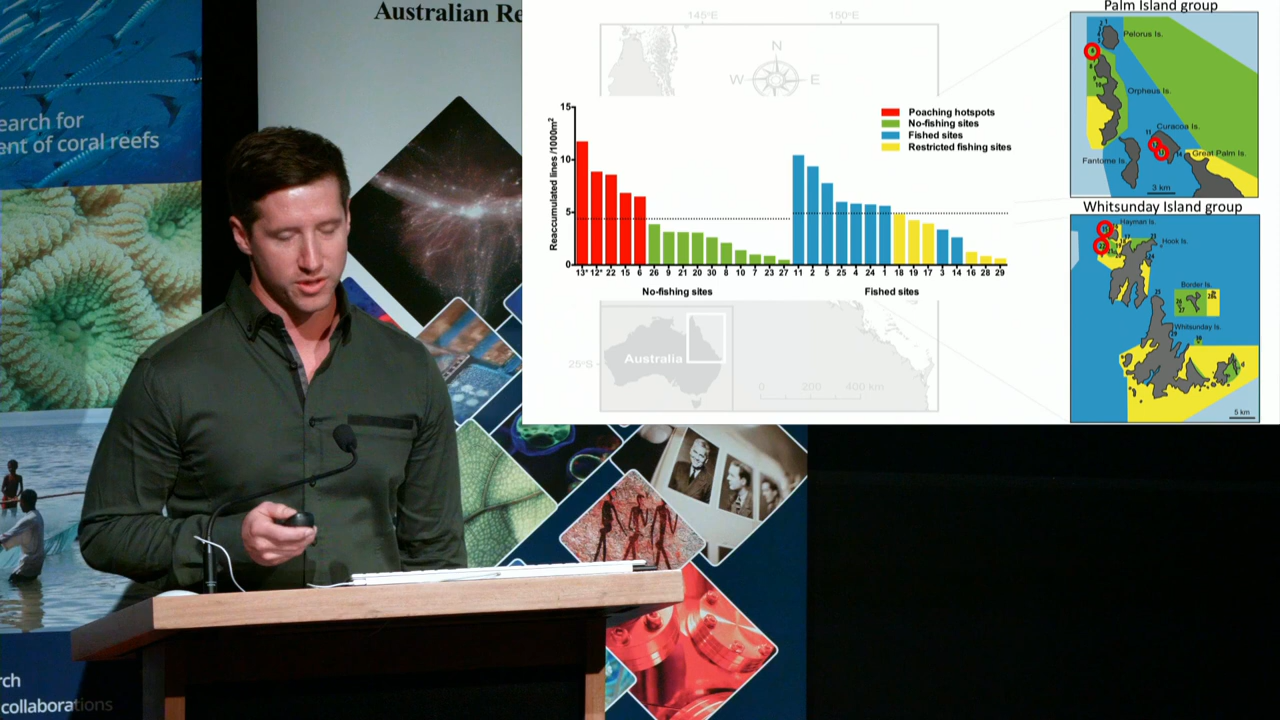 Australian Re
earch for
ent of coral reefs
rch
collaborations
145°E
150°E
N
W
E
25°S
Reaccumulated lines /1000m²
15
10
5
0
Poaching hotspots
No-fishing sites
Fished sites
Restricted fishing sites
13* 12* 22 15 6 26 9 21 20 30 8 10 7 23 27 11 2 5 25 4 24 1 18 19 17 3 14 16 28 29
No-fishing sites
Fished sites
Australia
0 200 400 km
Palm Island group
Pelorus Is.
Orpheus Is.
Curacoa Is.
Fantome Is.
Great Palm Is.
3 km
Whitsunday Island group
Hayman Is.
Hook Is.
Border Is.
Whitsunday Is.
5 km